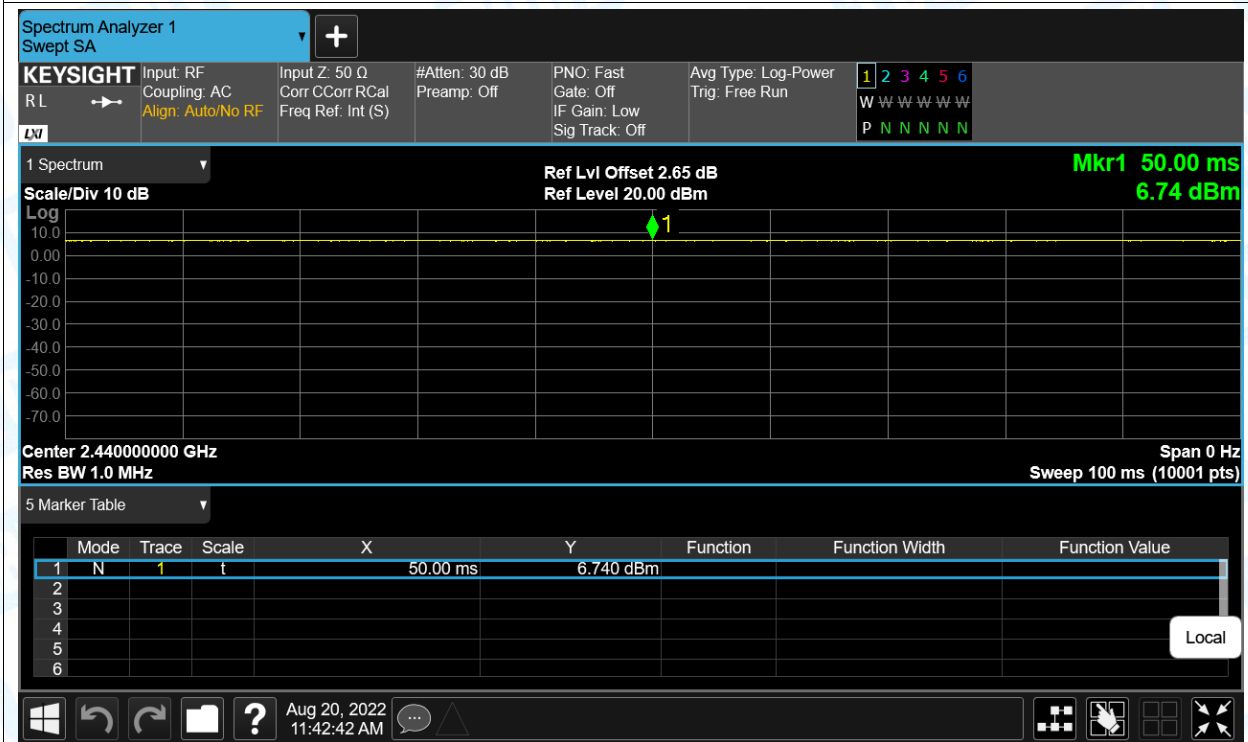 Spectrum Analyzer 1
Swept SA
+
KEYSIGHT
R L
LXI
Input: RF
Coupling: AC
Align: Auto/No RF
Input Z: 50 Ω
Corr CCorr RCal
Freq Ref: Int (S)
#Atten: 30 dB
Preamp: Off
PNO: Fast
Gate: Off
IF Gain: Low
Sig Track: Off
Avg Type: Log-Power
Trig: Free Run
1 2 3 4 5 6
W W W W W W
P N N N N N
1 Spectrum
Scale/Div 10 dB
Ref Lvl Offset 2.65 dB
Ref Level 20.00 dBm
Mkr1 50.00 ms
6.74 dBm
Log
1
10.0
0.00
-10.0
-20.0
-30.0
-40.0
-50.0
-60.0
-70.0
Center 2.440000000 GHz
Span 0 Hz
Res BW 1.0 MHz
Sweep 100 ms (10001 pts)
5 Marker Table
Mode Trace Scale X Y Function Function Width Function Value
1 N 1 t 50.00 ms 6.740 dBm
2
3
4
5
6
Local
?
Aug 20, 2022
11:42:42 AM